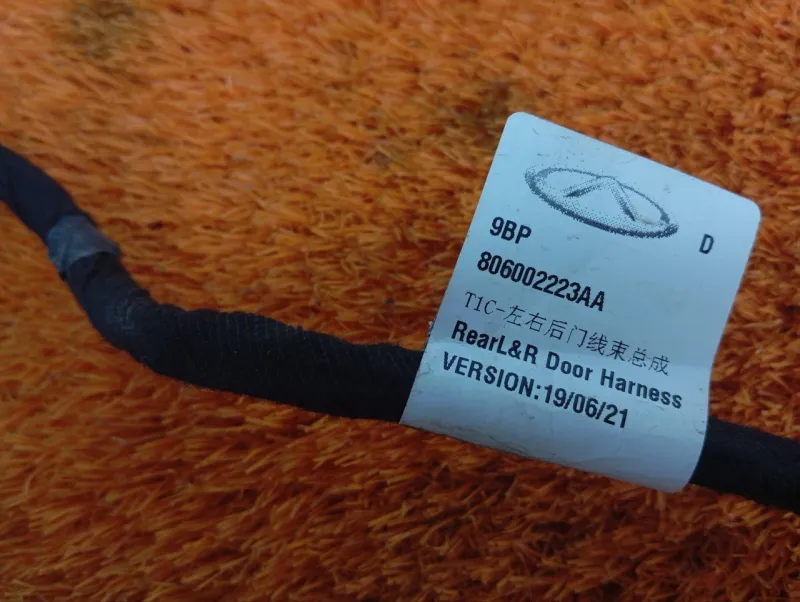 D
9BP
806002223AA
T1C-左右后门线束总成
RearL&R Door Harness
VERSION:19/06/21